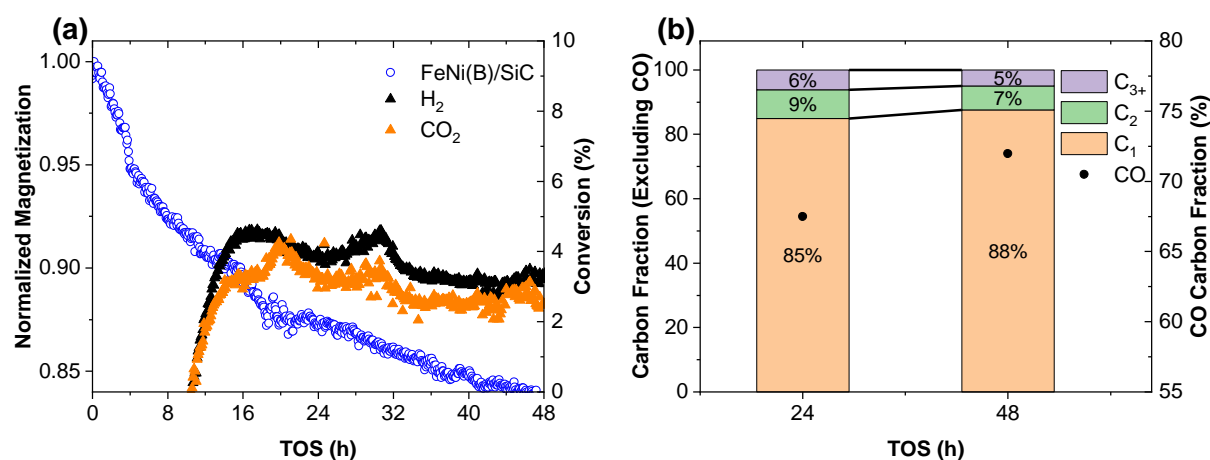 (a)
Normalized Magnetization
1.00
0.95
0.90
0.85
FeNi(B)/SiC
H2
CO2
10
8
6
4
2
0
Conversion (%)
0 8 16 24 32 40 48
TOS (h)
(b)
Carbon Fraction (Excluding CO)
100
80
60
40
20
0
6%
9%
85%
5%
7%
88%
C3+
C2
C1
CO
80
75
70
65
60
55
CO Carbon Fraction (%)
24 48
TOS (h)